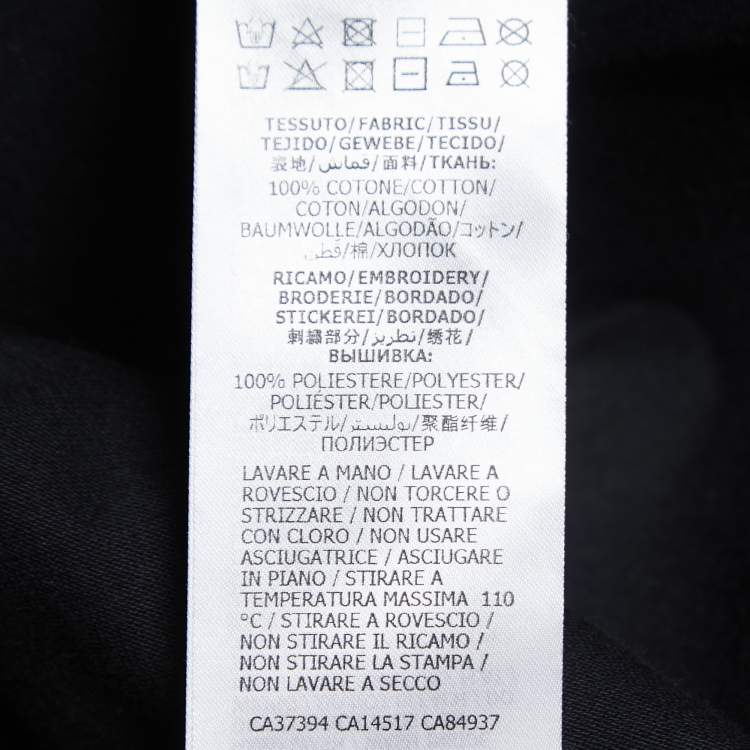 TESSUTO/FABRIC/TISSU/
TEJIDO/GEWEBE/TECIDO/
表地/قماش/面料/ТКАНЬ:
100% COTONE/COTTON/
COTON/ALGODON/
BAUMWOLLE/ALGODÃO/コットン/
قطن/棉/ХЛОПОК
RICAMO/EMBROIDERY/
BRODERIE/BORDADO/
STICKEREI/BORDADO/
刺繍部分/تطريز/绣花/
ВЫШИВКА:
100% POLIESTERE/POLYESTER/
POLIÉSTER/POLIESTER/
ポリエステル/بوليستر/聚酯纤维/
ПОЛИЭСТЕР
LAVARE A MANO / LAVARE A
ROVESCIO / NON TORCERE O
STRIZZARE / NON TRATTARE
CON CLORO / NON USARE
ASCIUGATRICE / ASCIUGARE
IN PIANO / STIRARE A
TEMPERATURA MASSIMA 110
°C / STIRARE A ROVESCIO /
NON STIRARE IL RICAMO /
NON STIRARE LA STAMPA /
NON LAVARE A SECCO
CA37394 CA14517 CA84937